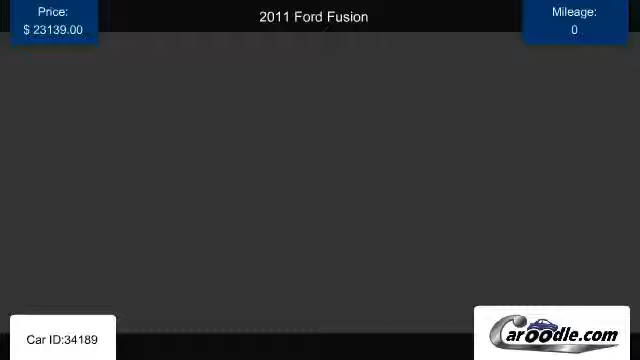 Price:
$ 23139.00
2011 Ford Fusion
Mileage:
0
Car ID:34189
Caroodle.com